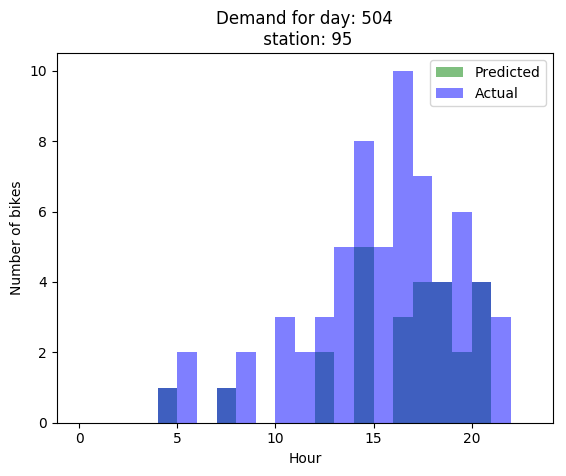 Demand for day: 504
station: 95
Predicted
Actual
Number of bikes
10
8
6
4
2
0
0 5 10 15 20
Hour